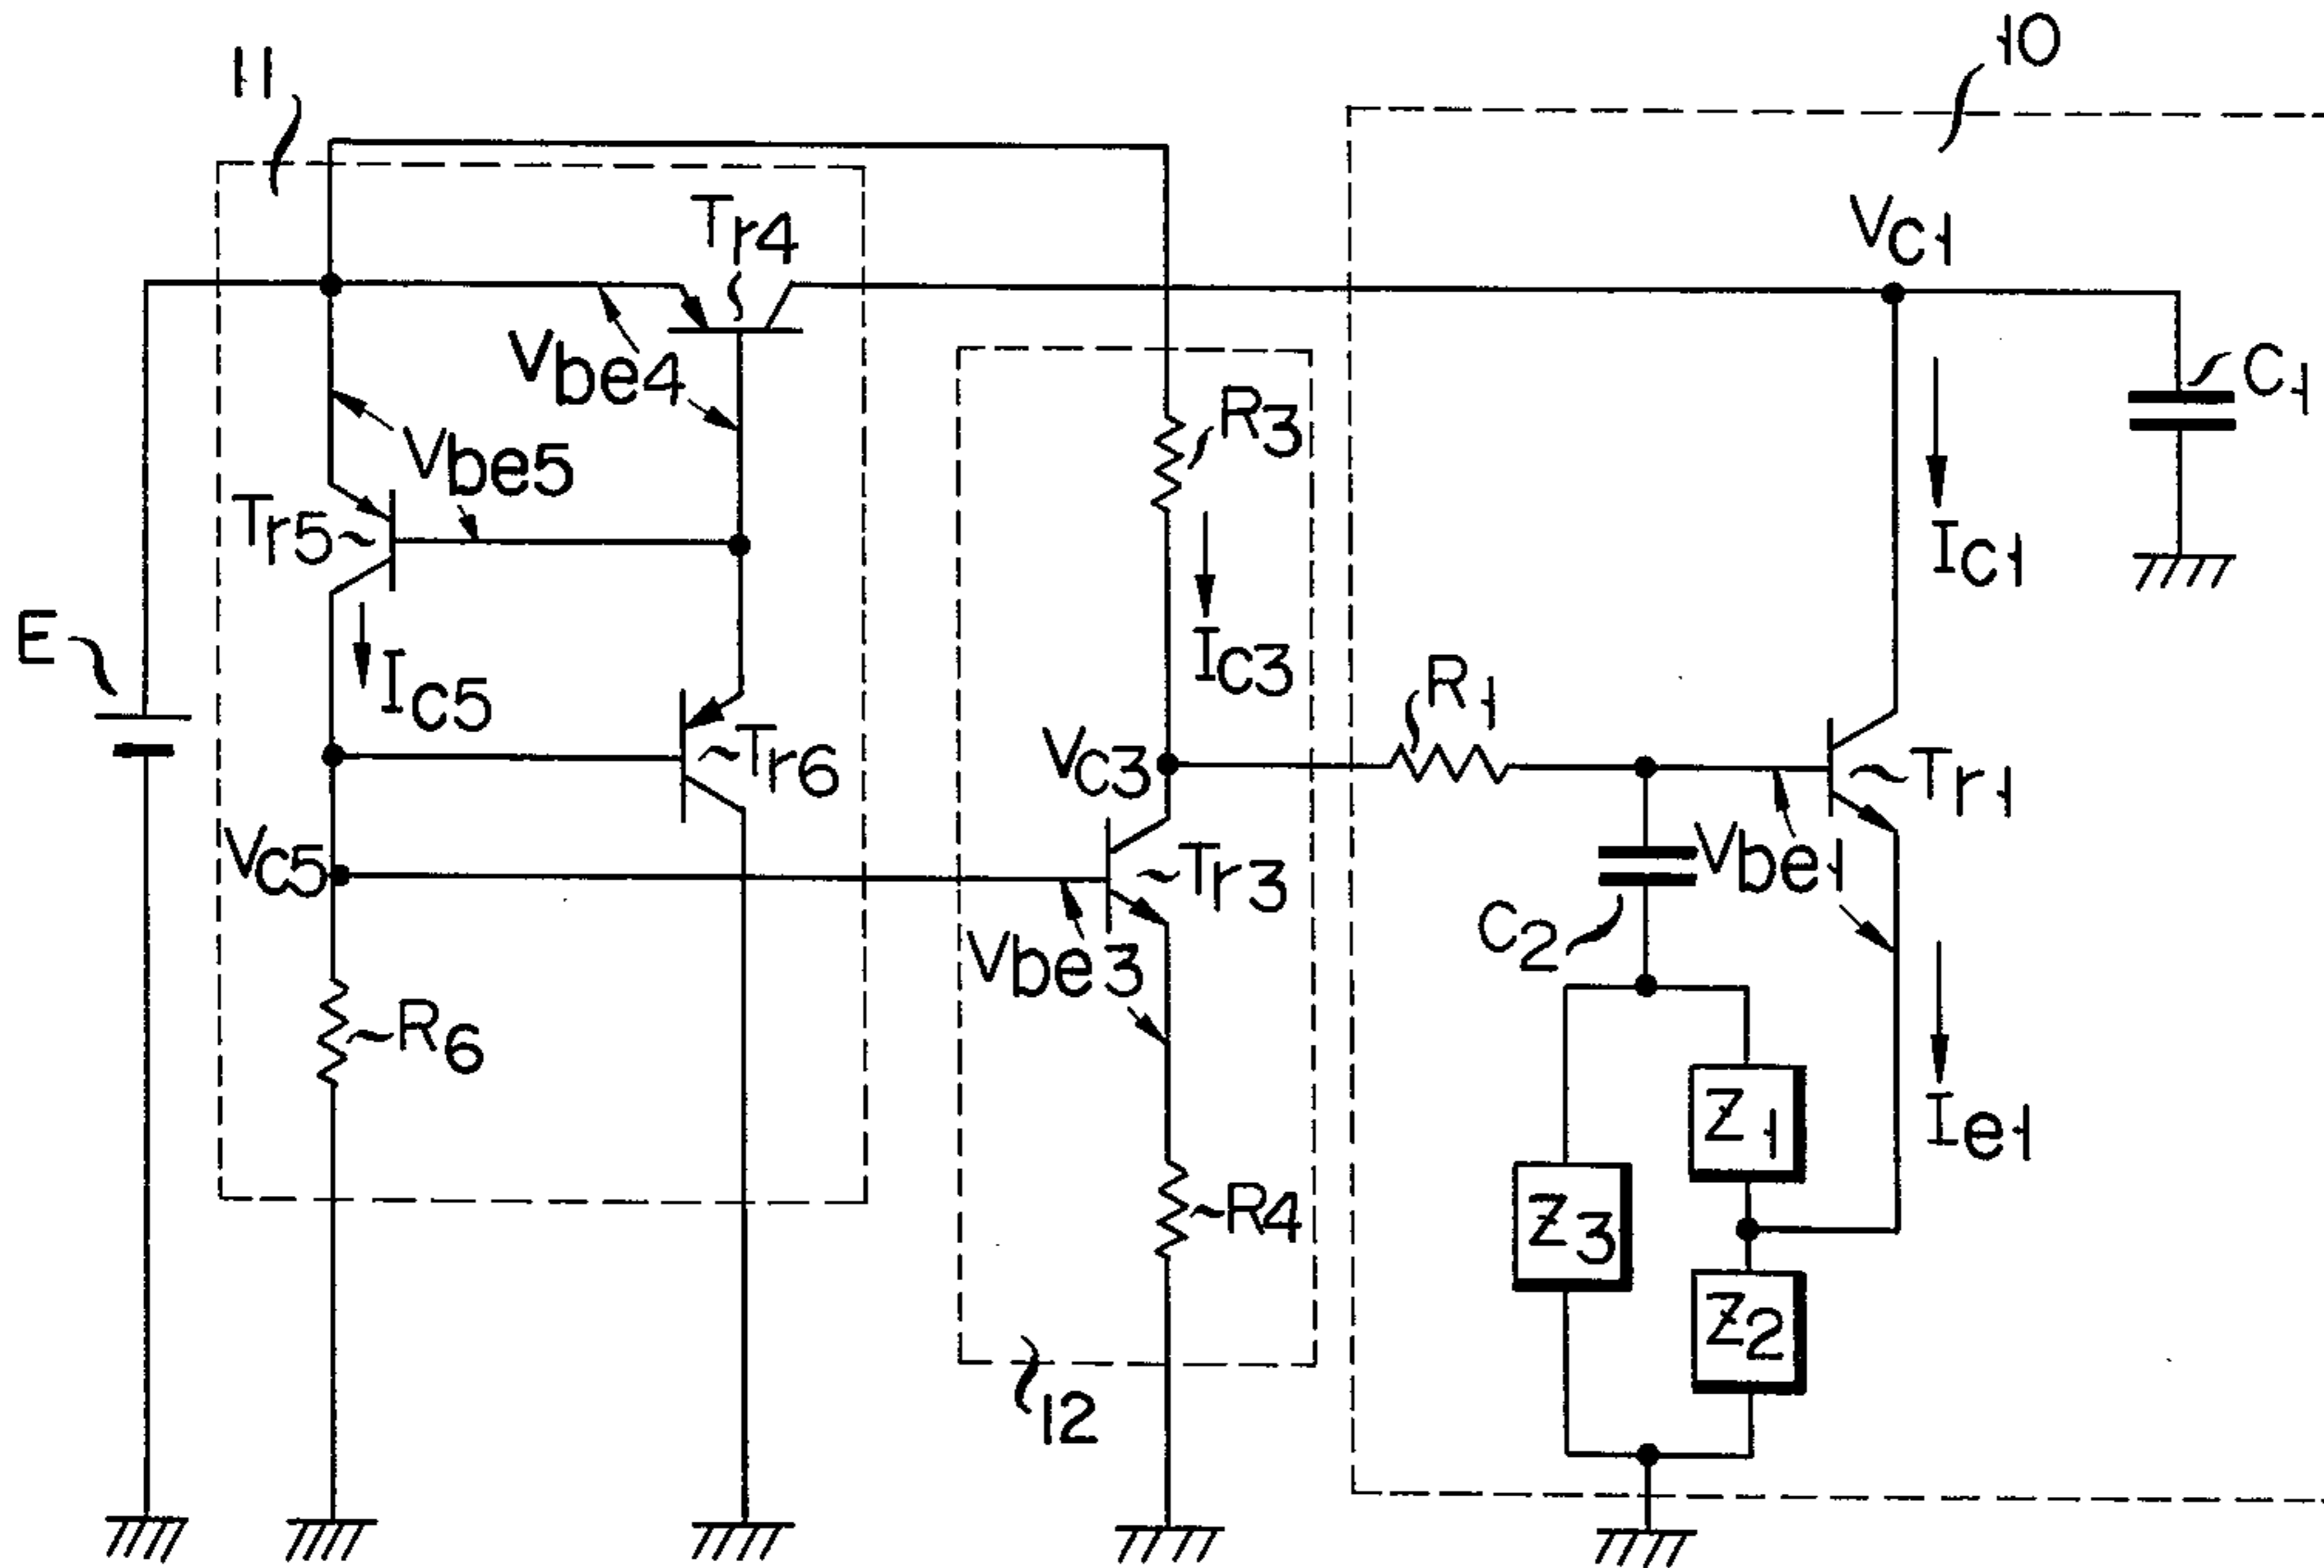 10
11
Tr4
Vc1
Vbe4
C1
R3
Vbe5
Tr5
Ic1
E
Ic3
Ic5
R1
Vc3
Tr6
Tr1
Vc5
Tr3
Vbe1
C2
Vbe3
R6
Z1
Ie1
Z3
R4
Z2
12